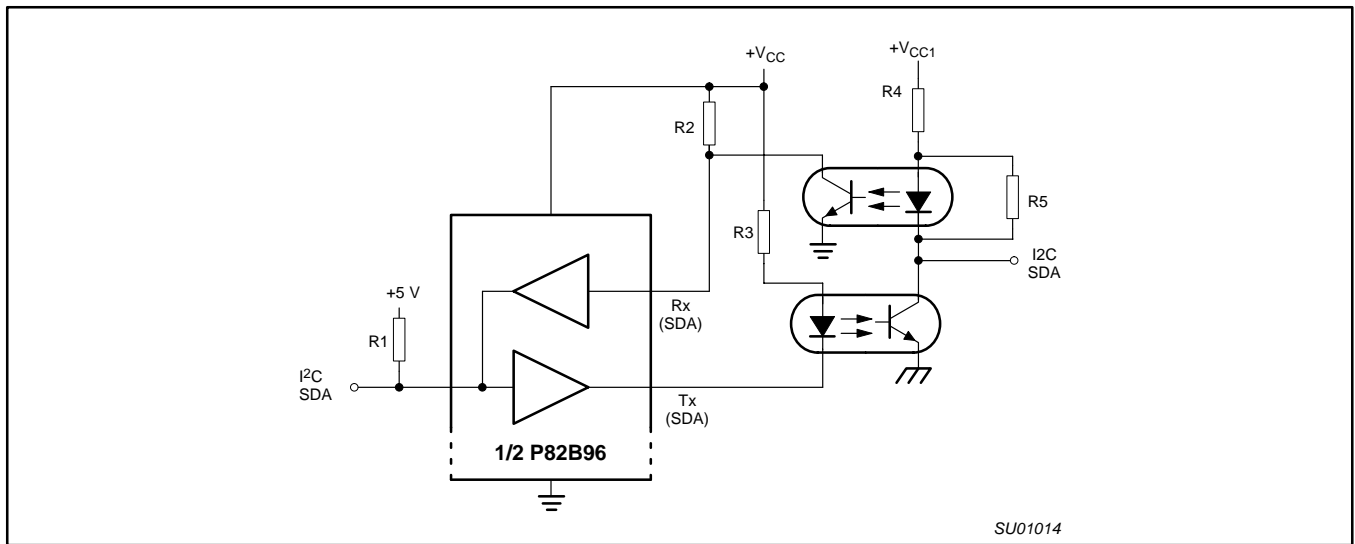 +VCC
+VCC1
R4
R2
R5
R3
I2C
SDA
+5 V
Rx
(SDA)
R1
I2C
SDA
Tx
(SDA)
1/2 P82B96
SU01014